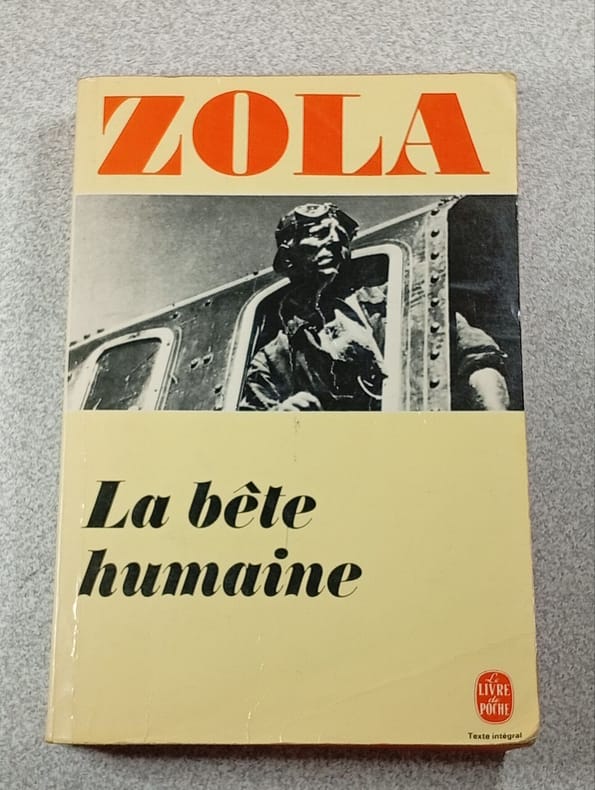 ZOLA
La bête
humaine
Le
LIVRE
de
POCHE
Texte intégral